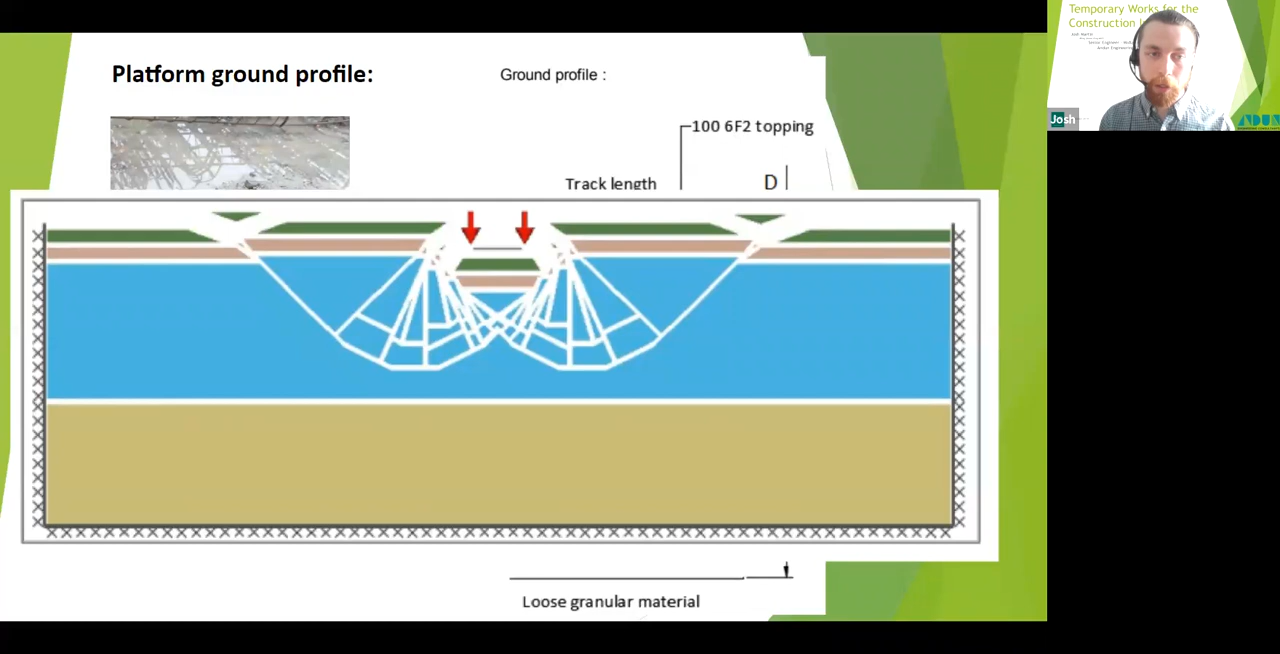 Platform ground profile:
Ground profile :
100 6F2 topping
Track length
D
Loose granular material
Temporary Works for the
Construction
Josh